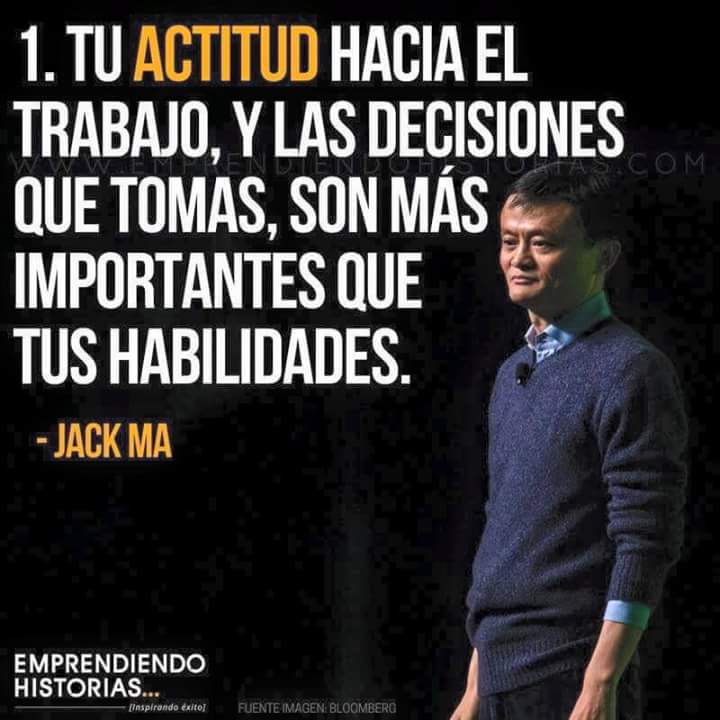 1. TU ACTITUD HACIA EL
TRABAJO, Y LAS DECISIONES
WWW.EMPRENDIENDOHISTORIAS.COM
QUE TOMAS, SON MÁS
IMPORTANTES QUE
TUS HABILIDADES.
- JACK MA
EMPRENDIENDO
HISTORIAS...
[Inspirando éxito]
FUENTE IMAGEN: BLOOMBERG